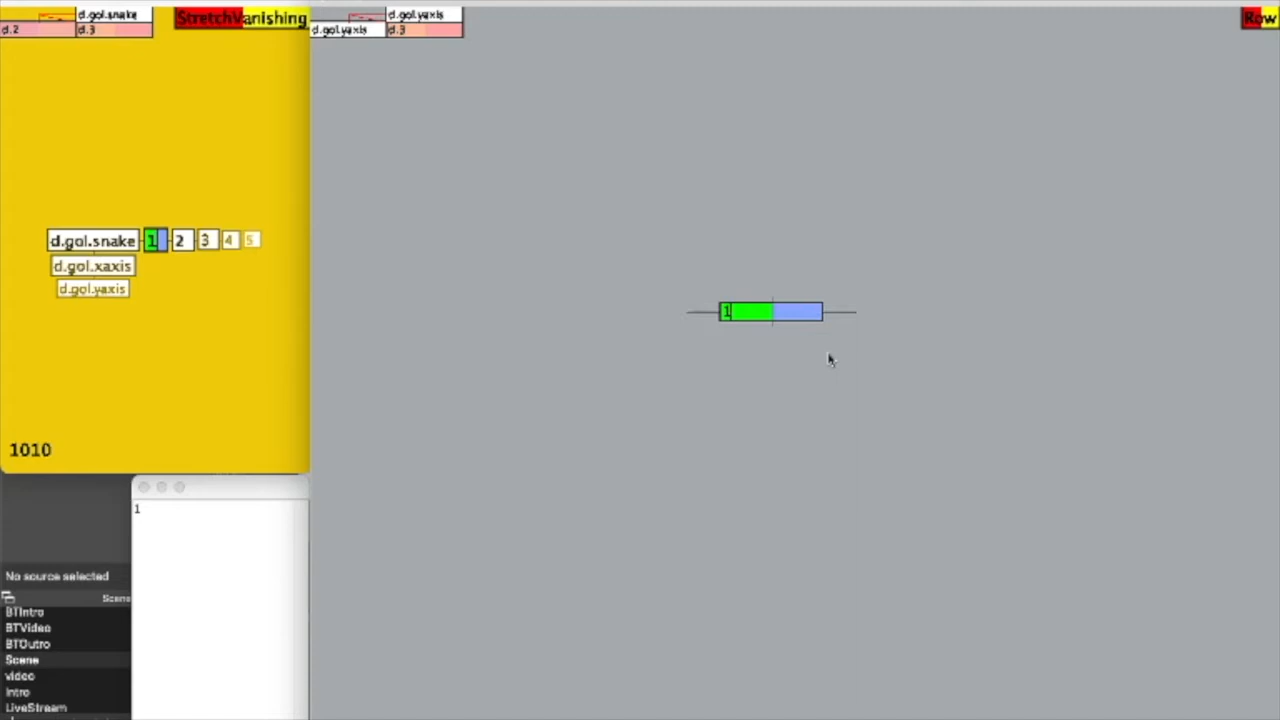 d.gol.snake
d.2 d.3
StretchVanishing
d.gol.yaxis
d.gol.yaxis d.3
Row
d.gol.snake 1 2 3 4 5
d.gol.xaxis
d.gol.yaxis
1
1010
1
No source selected
Scene
BTIntro
BTVideo
BTOutro
Scene
video
Intro
LiveStream